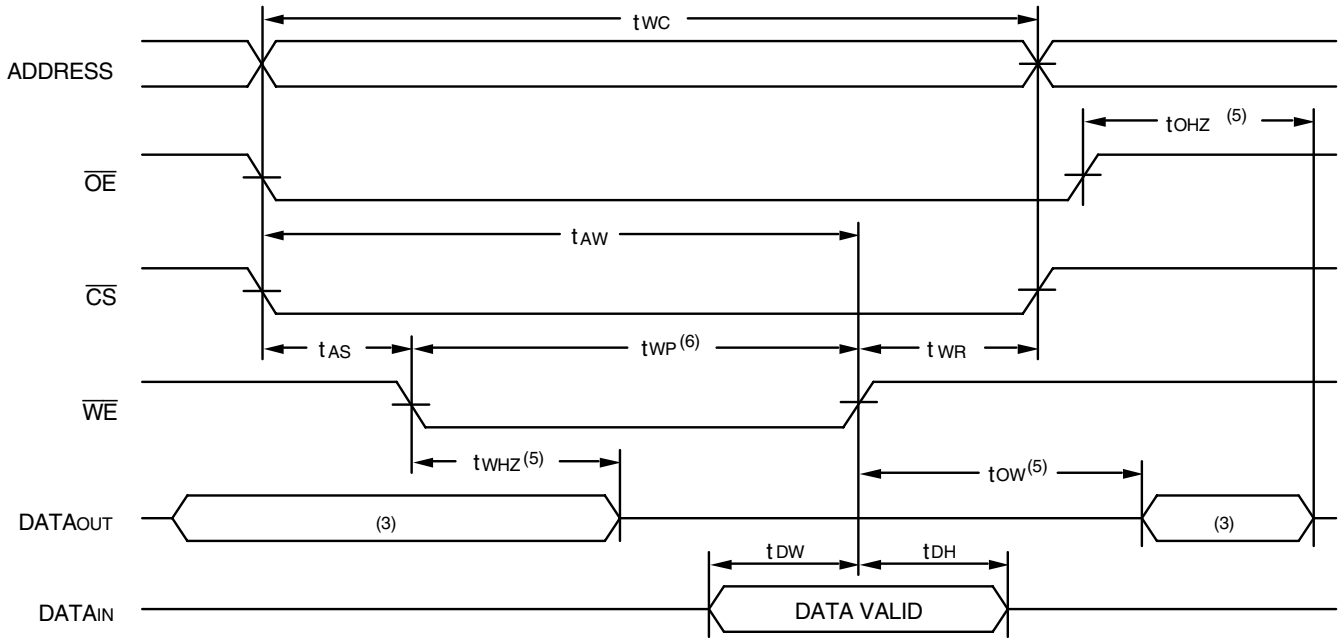 tWC
ADDRESS
tOHZ (5)
OE
tAW
CS
tAS
tWP(6)
tWR
WE
tWHZ(5)
tOW(5)
DATAOUT
(3)
(3)
tDW
tDH
DATAIN
DATA VALID